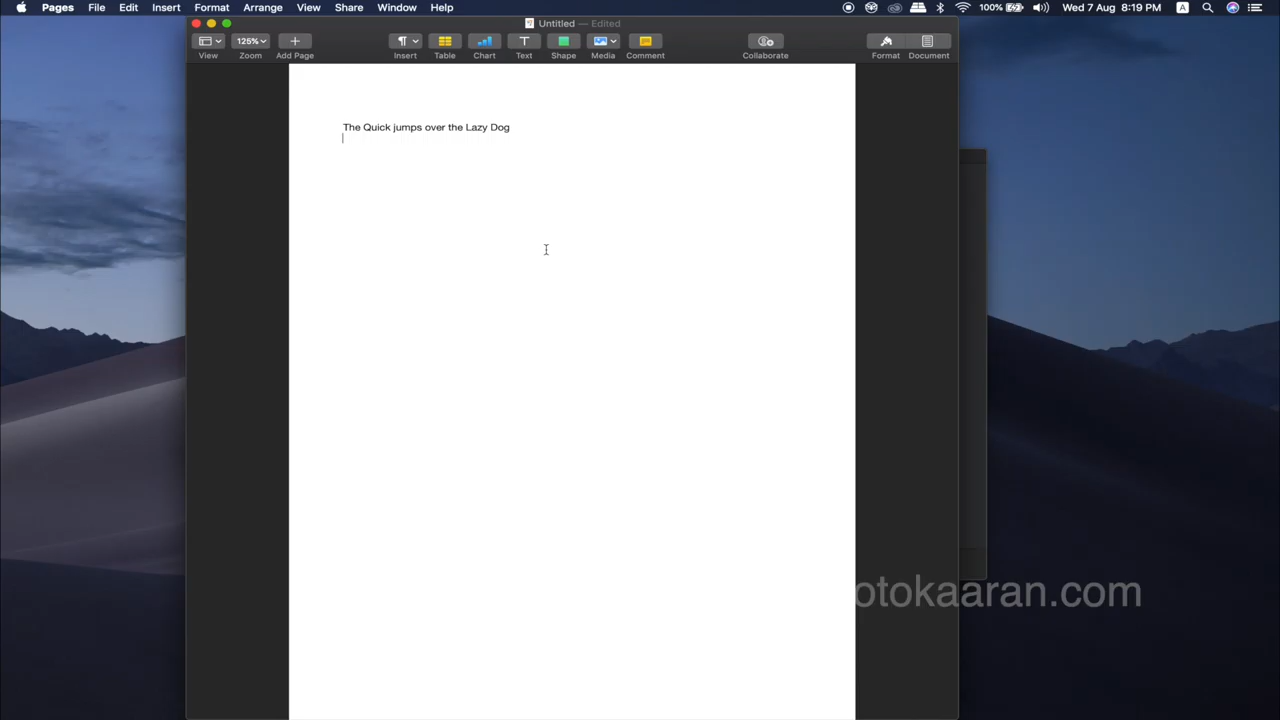 Pages File Edit Insert Format Arrange View Share Window Help 100% Wed 7 Aug 8:19 PM A
Untitled — Edited
125%
View Zoom Add Page Insert Table Chart Text Shape Media Comment Collaborate Format Document
The Quick jumps over the Lazy Dog
otokaaran.com